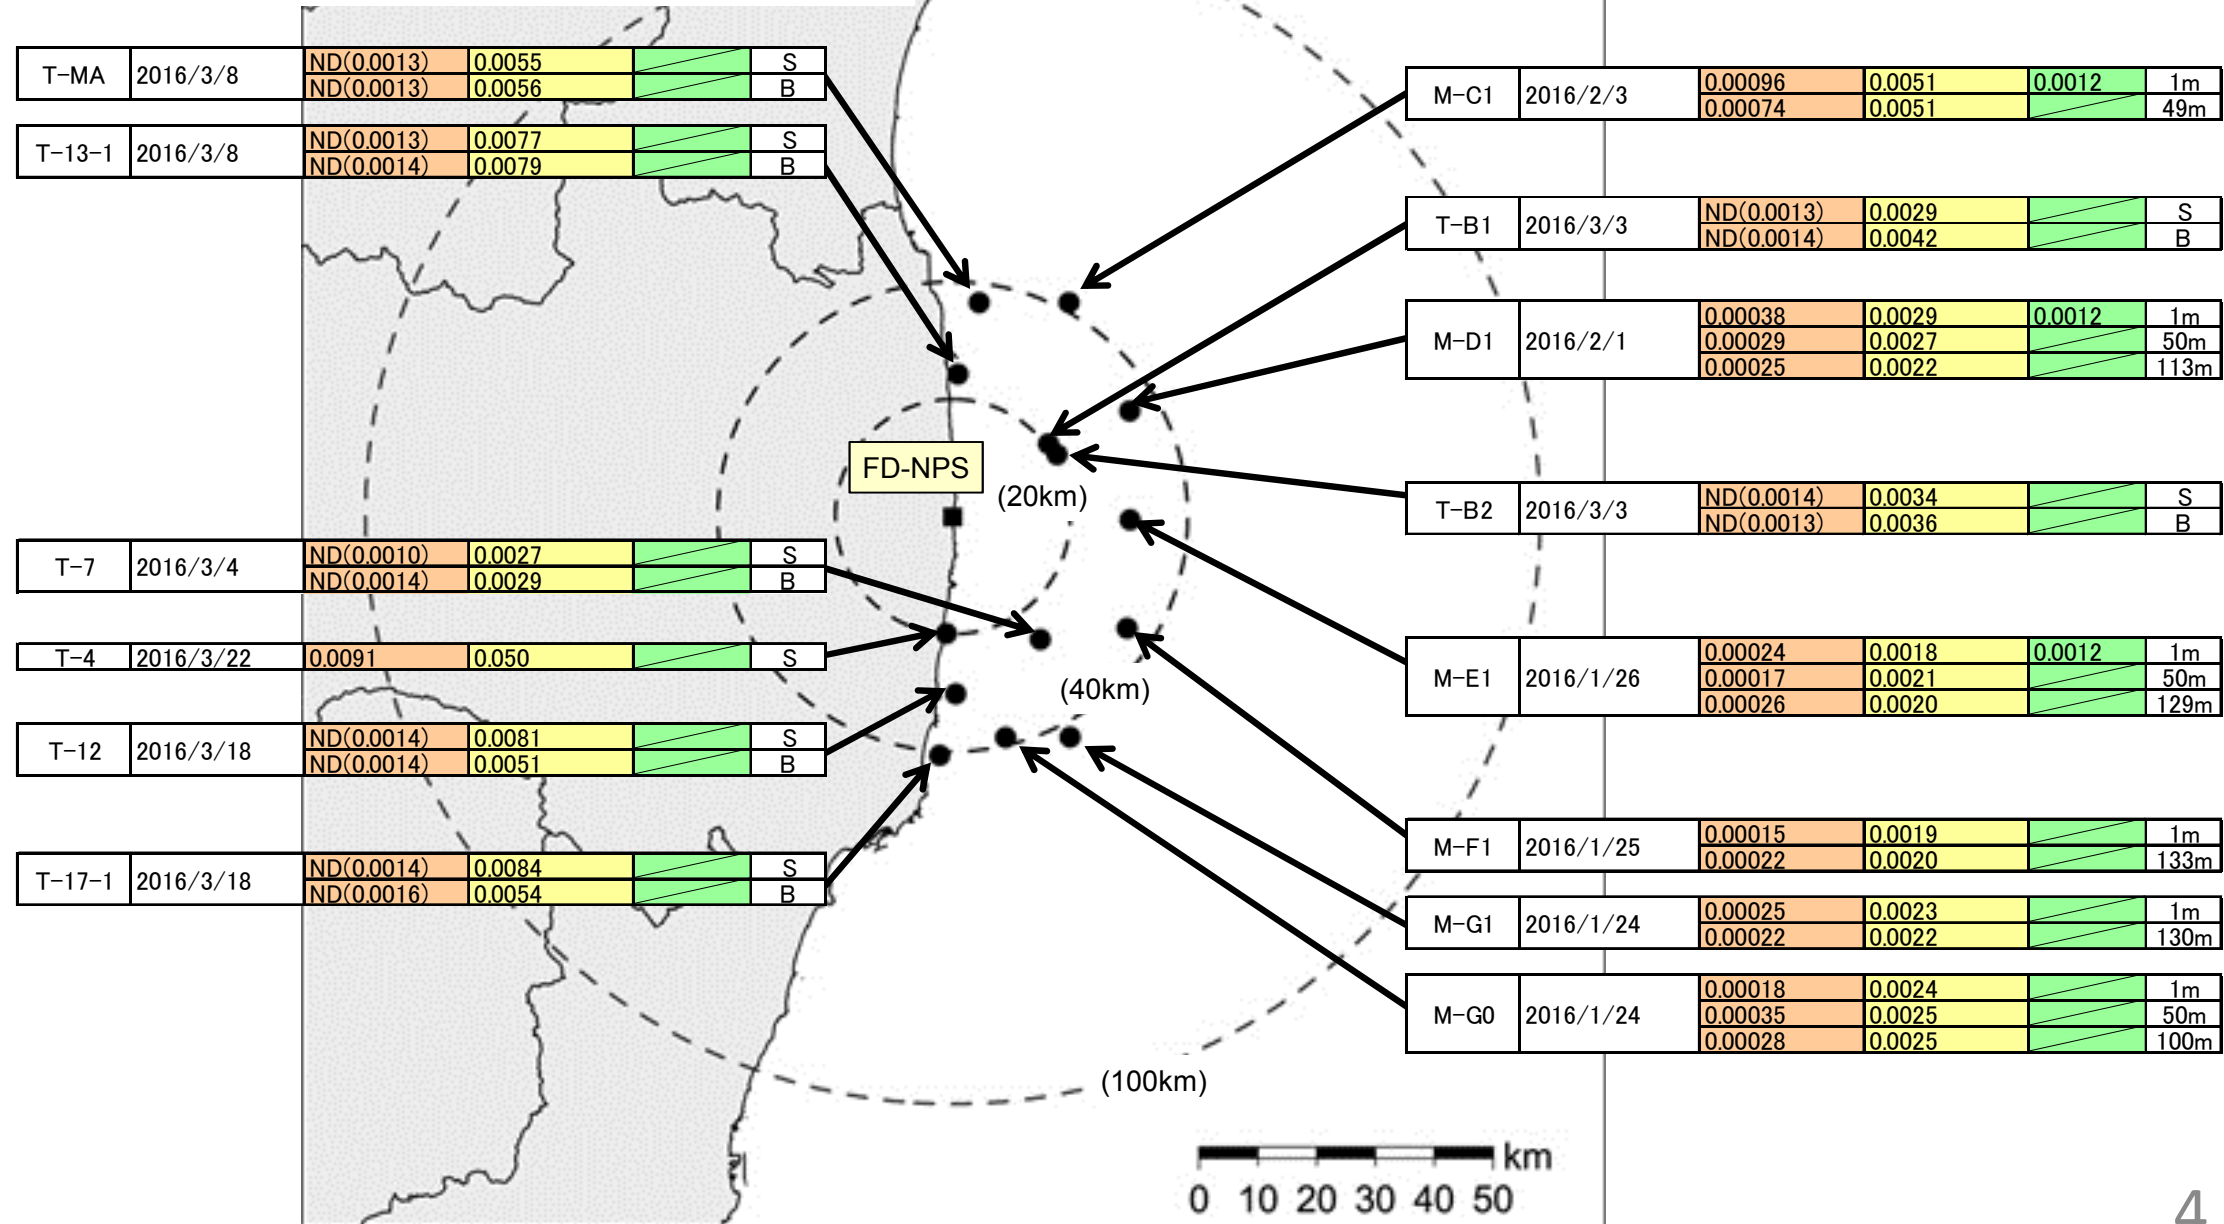 T-MA 2016/3/8 ND(0.0013) 0.0055 S
ND(0.0013) 0.0056 B
T-13-1 2016/3/8 ND(0.0013) 0.0077 S
ND(0.0014) 0.0079 B
T-7 2016/3/4 ND(0.0010) 0.0027 S
ND(0.0014) 0.0029 B
T-4 2016/3/22 0.0091 0.050 S
T-12 2016/3/18 ND(0.0014) 0.0081 S
ND(0.0014) 0.0051 B
T-17-1 2016/3/18 ND(0.0014) 0.0084 S
ND(0.0016) 0.0054 B
FD-NPS
(20km)
(40km)
(100km)
M-C1 2016/2/3 0.00096 0.0051 0.0012 1m
0.00074 0.0051 49m
T-B1 2016/3/3 ND(0.0013) 0.0029 S
ND(0.0014) 0.0042 B
M-D1 2016/2/1 0.00038 0.0029 0.0012 1m
0.00029 0.0027 50m
0.00025 0.0022 113m
T-B2 2016/3/3 ND(0.0014) 0.0034 S
ND(0.0013) 0.0036 B
M-E1 2016/1/26 0.00024 0.0018 0.0012 1m
0.00017 0.0021 50m
0.00026 0.0020 129m
M-F1 2016/1/25 0.00015 0.0019 1m
0.00022 0.0020 133m
M-G1 2016/1/24 0.00025 0.0023 1m
0.00022 0.0022 130m
M-G0 2016/1/24 0.00018 0.0024 1m
0.00035 0.0025 50m
0.00028 0.0025 100m
km
0 10 20 30 40 50
4